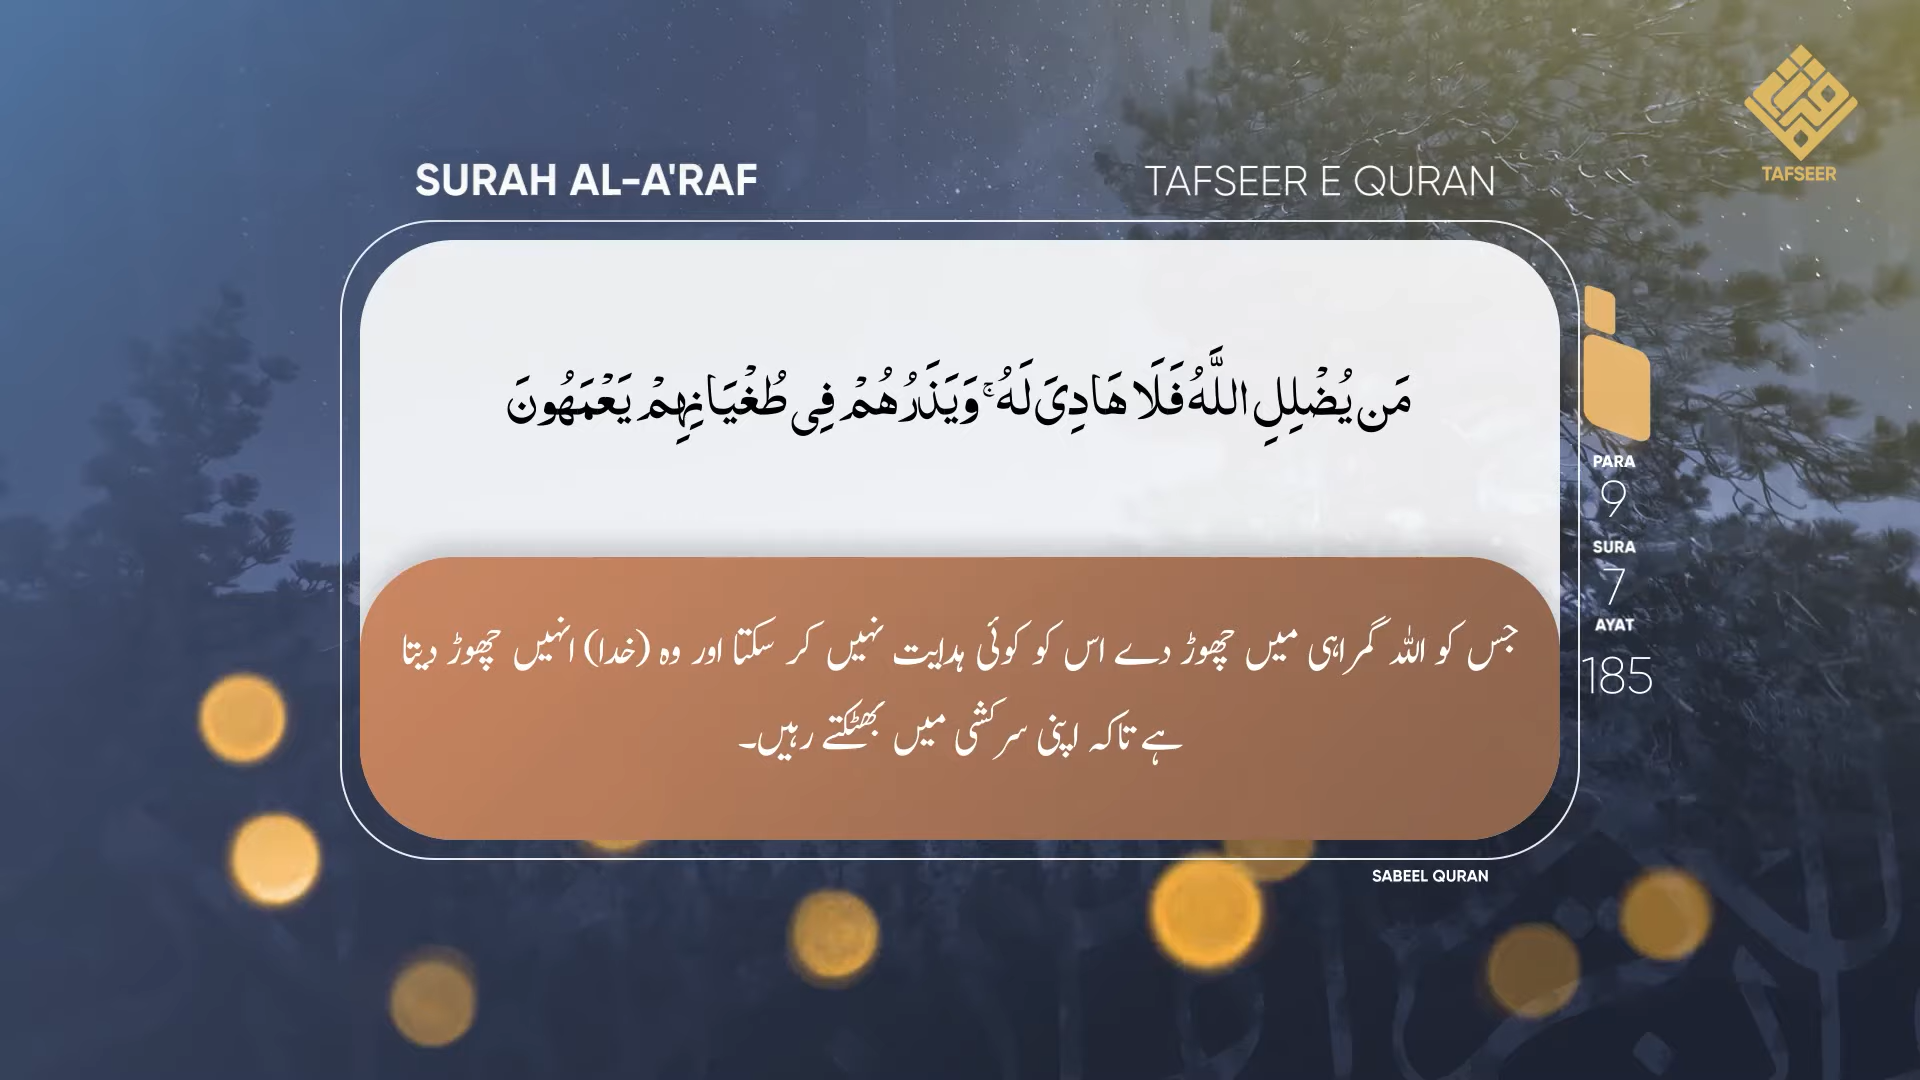 SURAH AL-A'RAF
TAFSEER E QURAN
TAFSEER
مَن يُضْلِلِ اللَّهُ فَلَا هَادِىَ لَهُۥ ۚ وَيَذَرُهُمْ فِى طُغْيَانِهِمْ يَعْمَهُونَ
جس کو اللہ گمراہی میں چھوڑ دے اس کو کوئی ہدایت نہیں کر سکتا اور وہ (خدا) انہیں چھوڑ دیتا
ہے تاکہ اپنی سرکشی میں بھٹکتے رہیں۔
PARA
9
SURA
7
AYAT
185
SABEEL QURAN